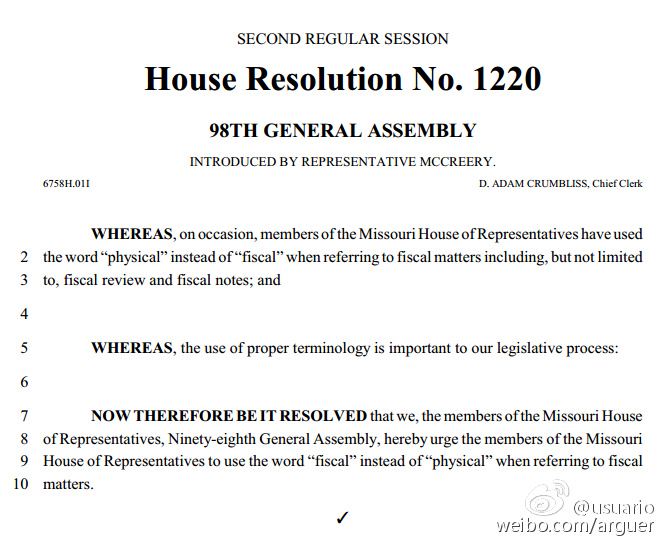 SECOND REGULAR SESSION
House Resolution No. 1220
98TH GENERAL ASSEMBLY
INTRODUCED BY REPRESENTATIVE MCCREERY.
6758H.01I D. ADAM CRUMBLISS, Chief Clerk
WHEREAS, on occasion, members of the Missouri House of Representatives have used
2 the word “physical” instead of “fiscal” when referring to fiscal matters including, but not limited
3 to, fiscal review and fiscal notes; and
4
5 WHEREAS, the use of proper terminology is important to our legislative process:
6
7 NOW THEREFORE BE IT RESOLVED that we, the members of the Missouri House
8 of Representatives, Ninety-eighth General Assembly, hereby urge the members of the Missouri
9 House of Representatives to use the word “fiscal” instead of “physical” when referring to fiscal
10 matters.
✓
@usuario
weibo.com/arguer